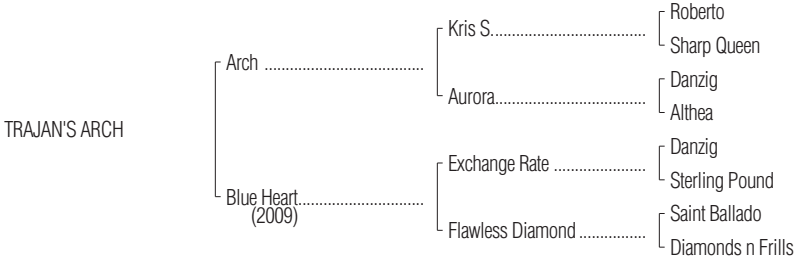 Roberto
Kris S.
Sharp Queen
Arch
Danzig
Aurora
Althea
TRAJAN'S ARCH
Danzig
Exchange Rate
Sterling Pound
Blue Heart
(2009)
Saint Ballado
Flawless Diamond
Diamonds n Frills